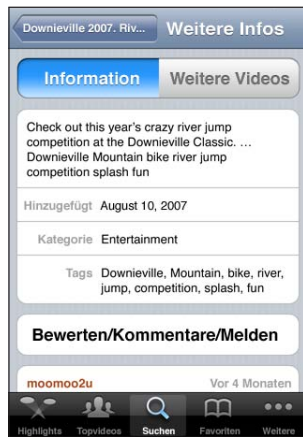 Downieville 2007. Riv... Weitere Infos
Information Weitere Videos
Check out this year's crazy river jump
competition at the Downieville Classic. ...
Downieville Mountain bike river jump
competition splash fun
Hinzugefügt August 10, 2007
Kategorie Entertainment
Tags Downieville, Mountain, bike, river,
jump, competition, splash, fun
Bewerten/Kommentare/Melden
moomoo2u Vor 4 Monaten
Highlights Topvideos Suchen Favoriten Weitere